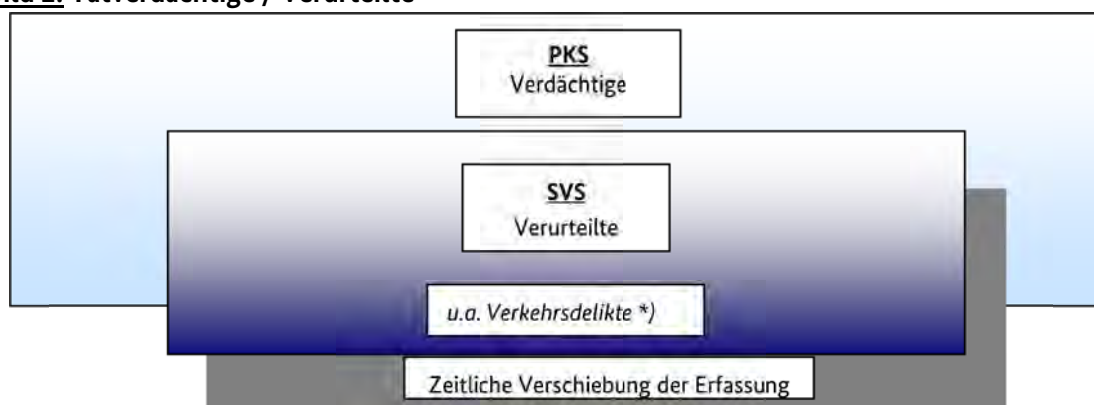 Tatverdächtige / Verurteilte
PKS
Verdächtige
SVS
Verurteilte
u.a. Verkehrsdelikte *)
Zeitliche Verschiebung der Erfassung